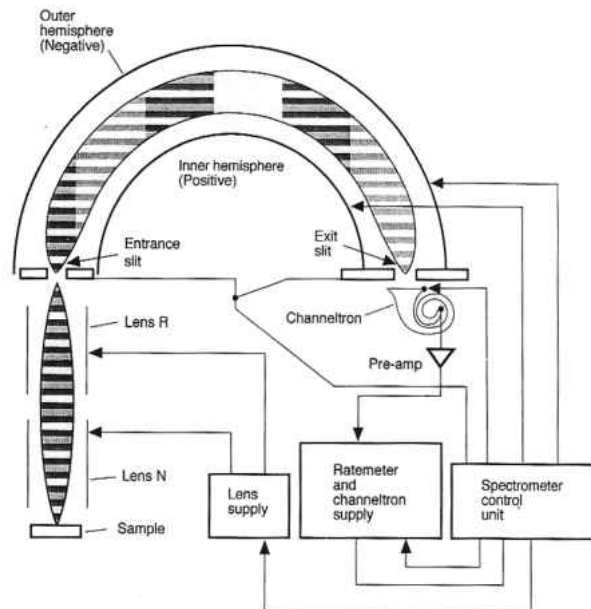 Outer
hemisphere
(Negative)
Inner hemisphere
(Positive)
Entrance
slit
Exit
slit
Channeltron
Lens R
Pre-amp
Lens N
Lens
supply
Ratemeter
and
channeltron
supply
Spectrometer
control
unit
Sample